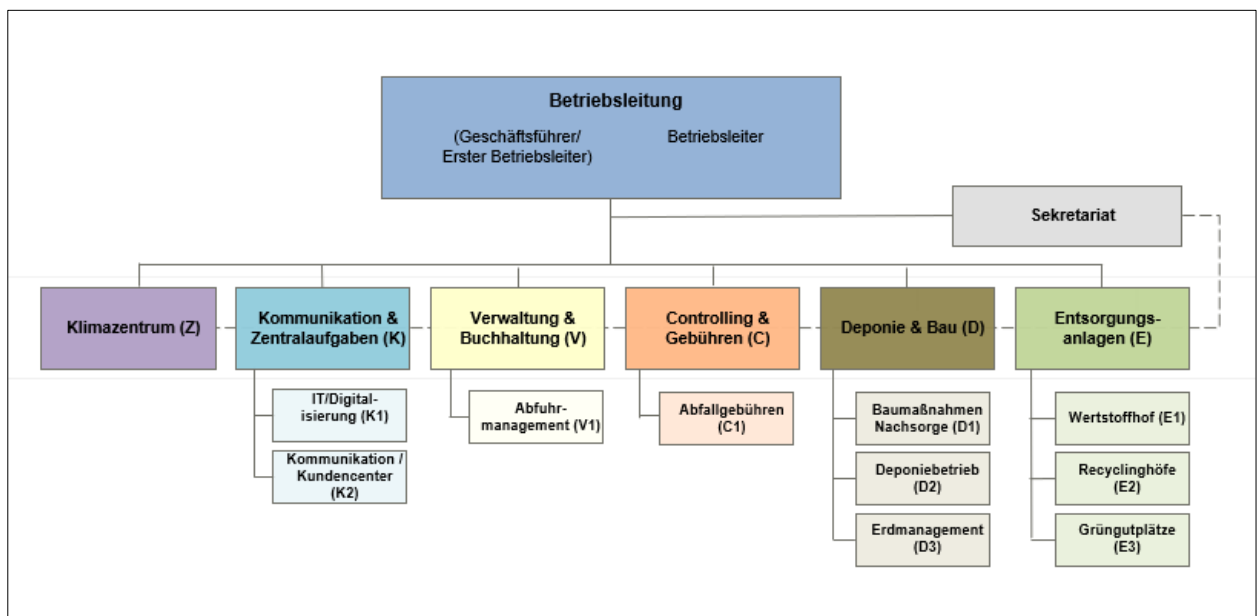 Betriebsleitung
(Geschäftsführer/
Erster Betriebsleiter)
Betriebsleiter
Sekretariat
Klimazentrum (Z)
Kommunikation &
Zentralaufgaben (K)
Verwaltung &
Buchhaltung (V)
Controlling &
Gebühren (C)
Deponie & Bau (D)
Entsorgungs-
anlagen (E)
IT/Digital-
isierung (K1)
Kommunikation /
Kundencenter
(K2)
Abfuhr-
management (V1)
Abfallgebühren
(C1)
Baumaßnahmen
Nachsorge (D1)
Deponiebetrieb
(D2)
Erdmanagement
(D3)
Wertstoffhof (E1)
Recyclinghöfe
(E2)
Grüngutplätze
(E3)